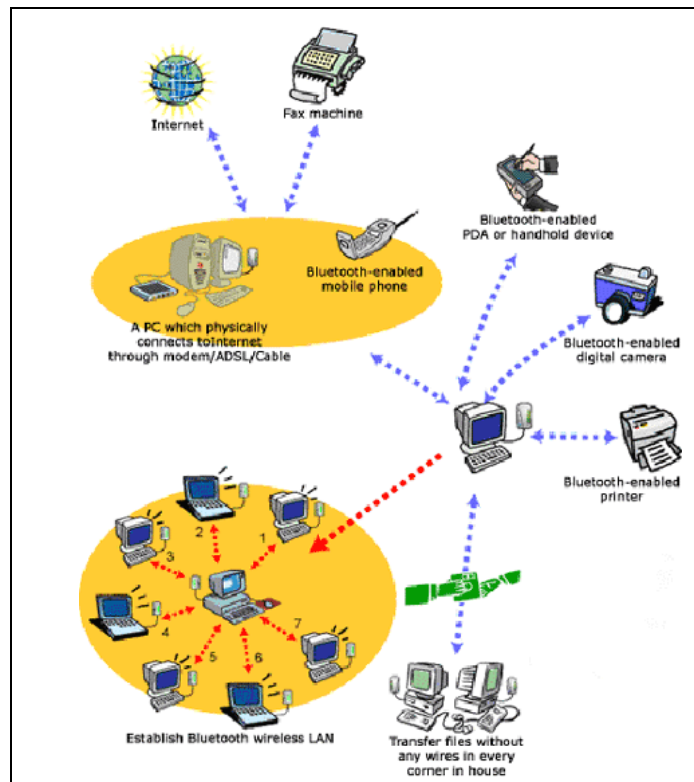 Internet
Fax machine
Bluetooth-enabled
PDA or handhold device
Bluetooth-enabled
mobile phone
A PC which physically
connects toInternet
through modem/ADSL/Cable
Bluetooth-enabled
digital camera
Bluetooth-enabled
printer
1
2
3
4
5
6
7
Establish Bluetooth wireless LAN
Transfer files without
any wires in every
corner in house